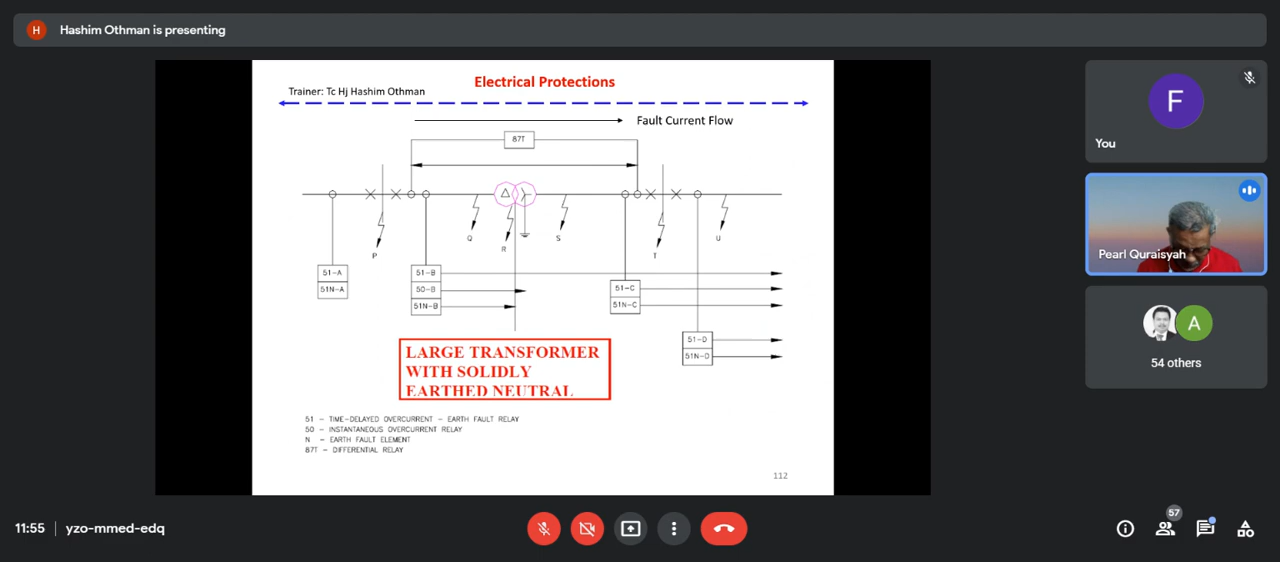 H
Hashim Othman is presenting
Electrical Protections
Trainer: Tc Hj Hashim Othman
Fault Current Flow
87T
P
Q
R
S
T
U
51-A
51N-A
51-B
50-B
51N-B
51-C
51N-C
51-D
51N-D
LARGE TRANSFORMER
WITH SOLIDLY
EARTHED NEUTRAL
51 – TIME-DELAYED OVERCURRENT – EARTH FAULT RELAY
50 – INSTANTANEOUS OVERCURRENT RELAY
N – EARTH FAULT ELEMENT
87T – DIFFERENTIAL RELAY
112
F
You
Pearl Quraisyah
A
54 others
11:55 | yzo-mmed-edq
57